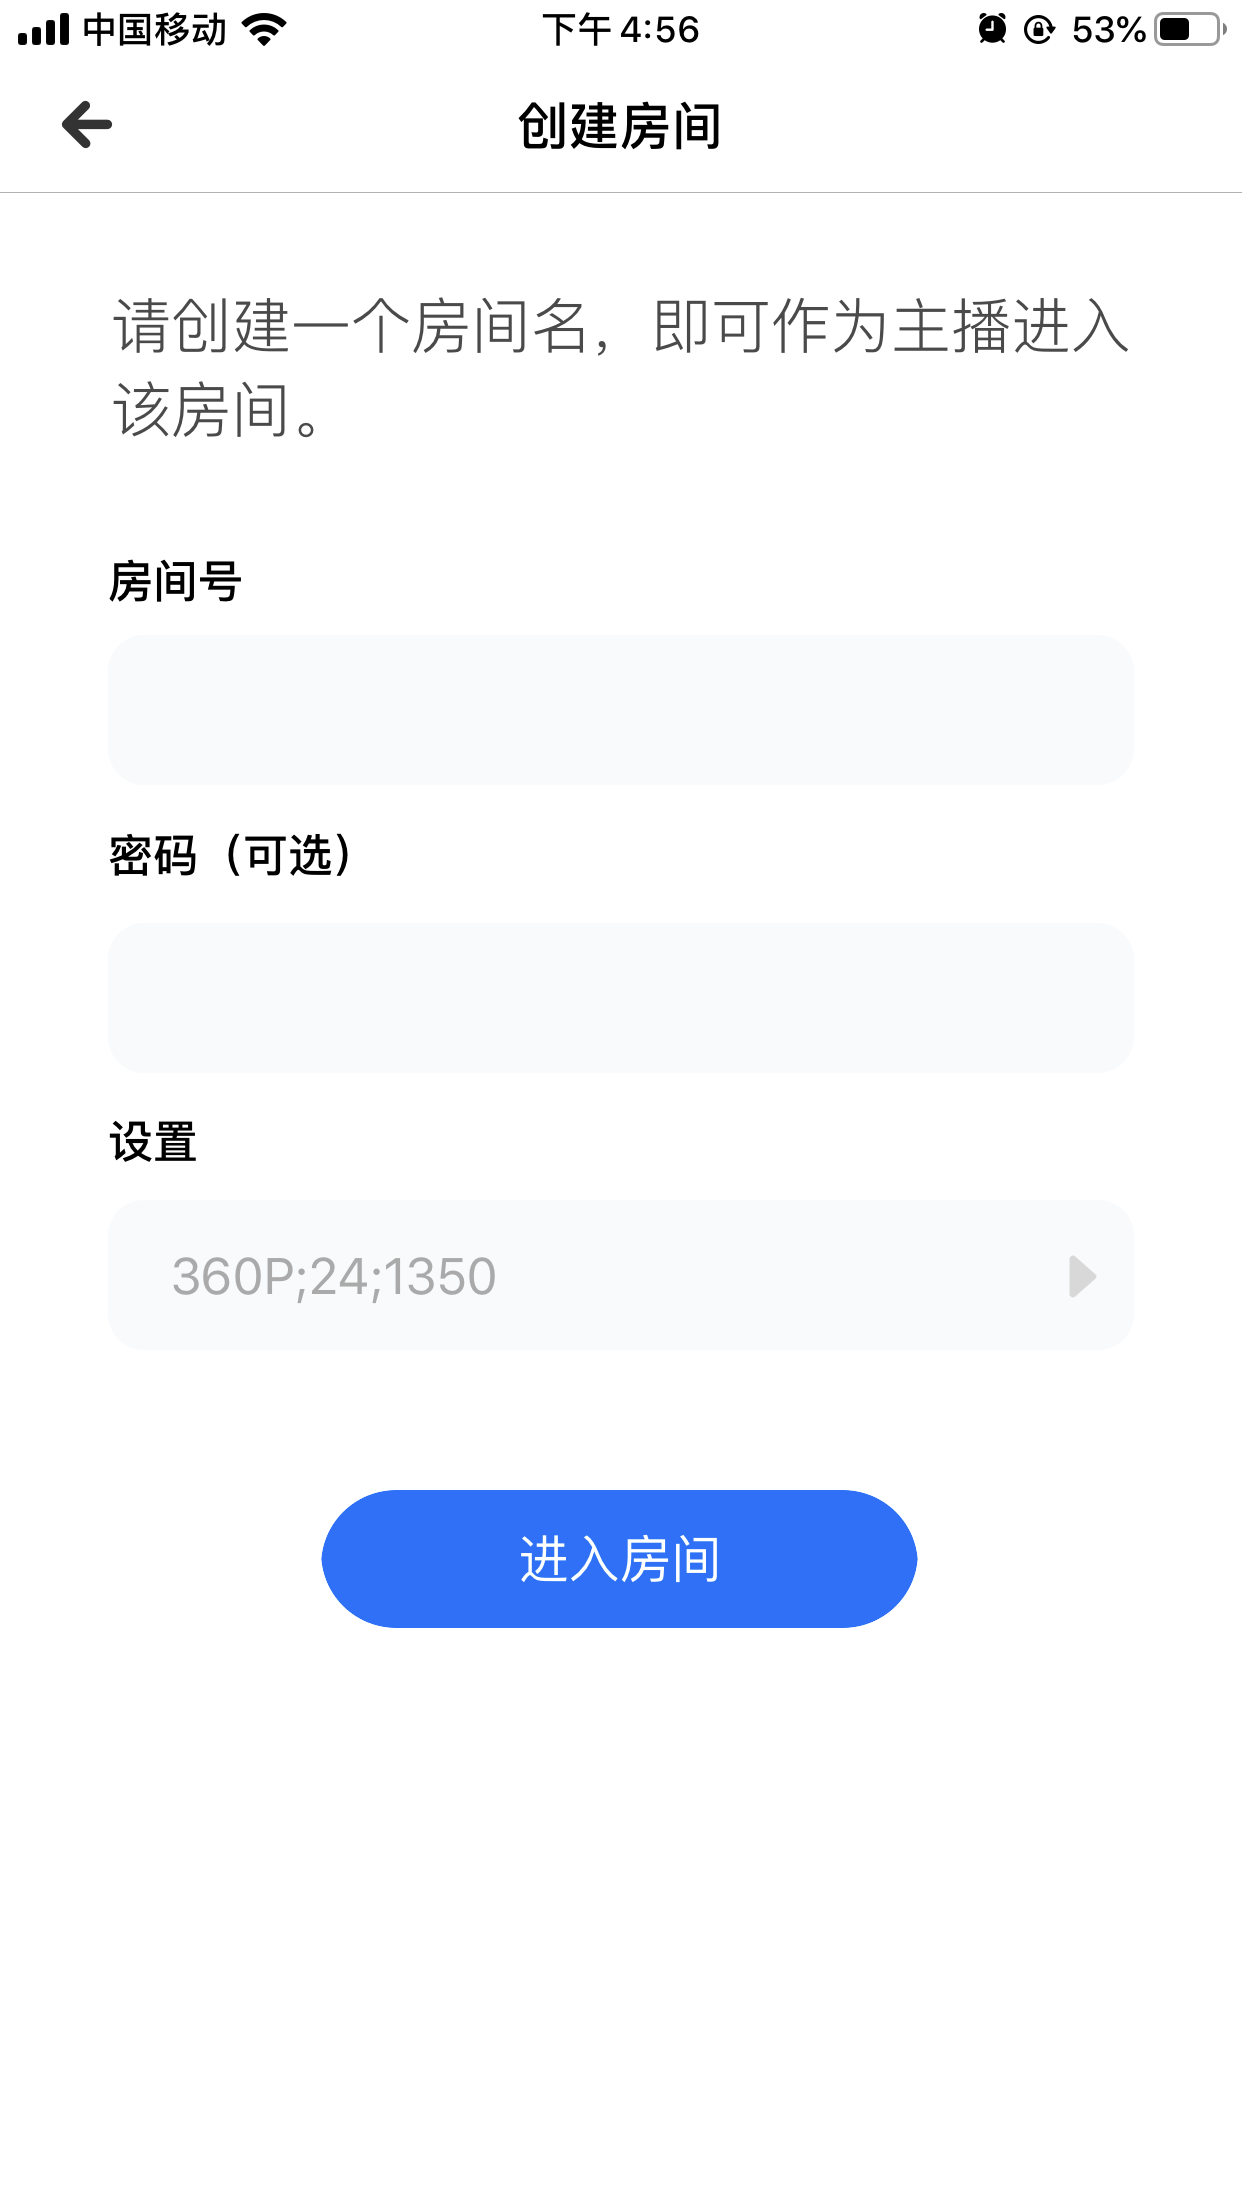 中国移动 下午4:56 53%
创建房间
请创建一个房间名，即可作为主播进入
该房间。
房间号
密码（可选）
设置
360P;24;1350
进入房间